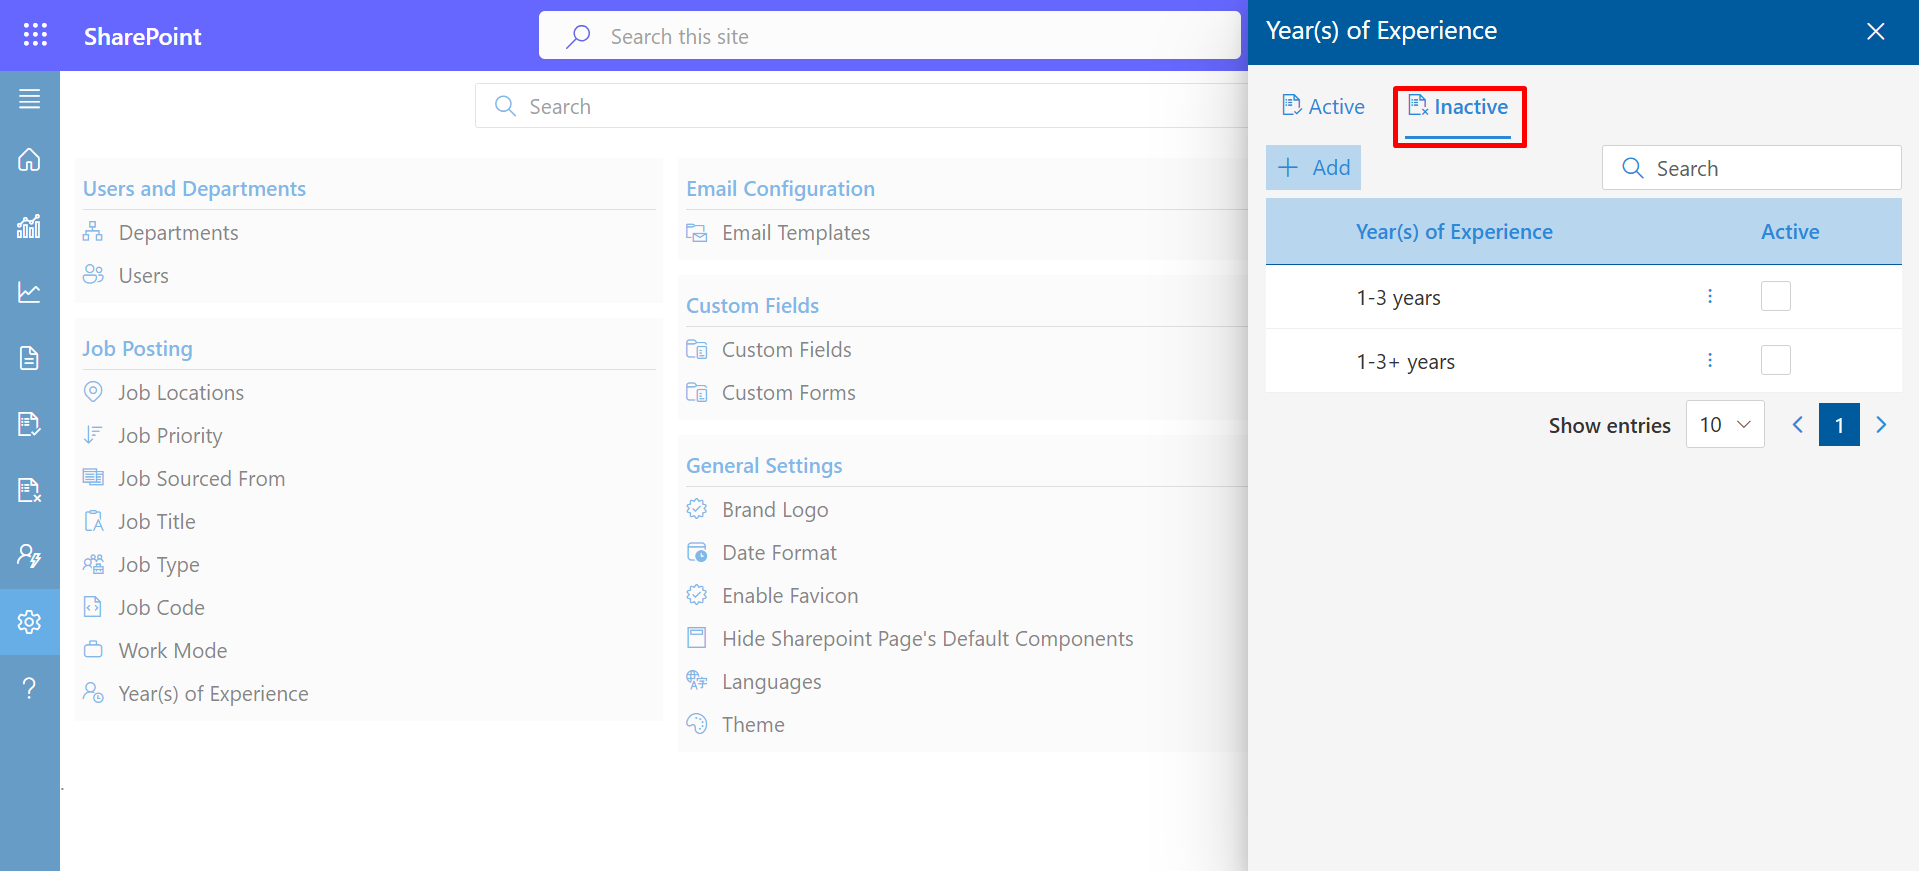 SharePoint
Search this site
Search
Users and Departments
Departments
Users
Job Posting
Job Locations
Job Priority
Job Sourced From
Job Title
Job Type
Job Code
Work Mode
Year(s) of Experience
Email Configuration
Email Templates
Custom Fields
Custom Fields
Custom Forms
General Settings
Brand Logo
Date Format
Enable Favicon
Hide Sharepoint Page's Default Components
Languages
Theme
Year(s) of Experience
Active Inactive
Add
Search
Year(s) of Experience Active
1-3 years
1-3+ years
Show entries 10 1